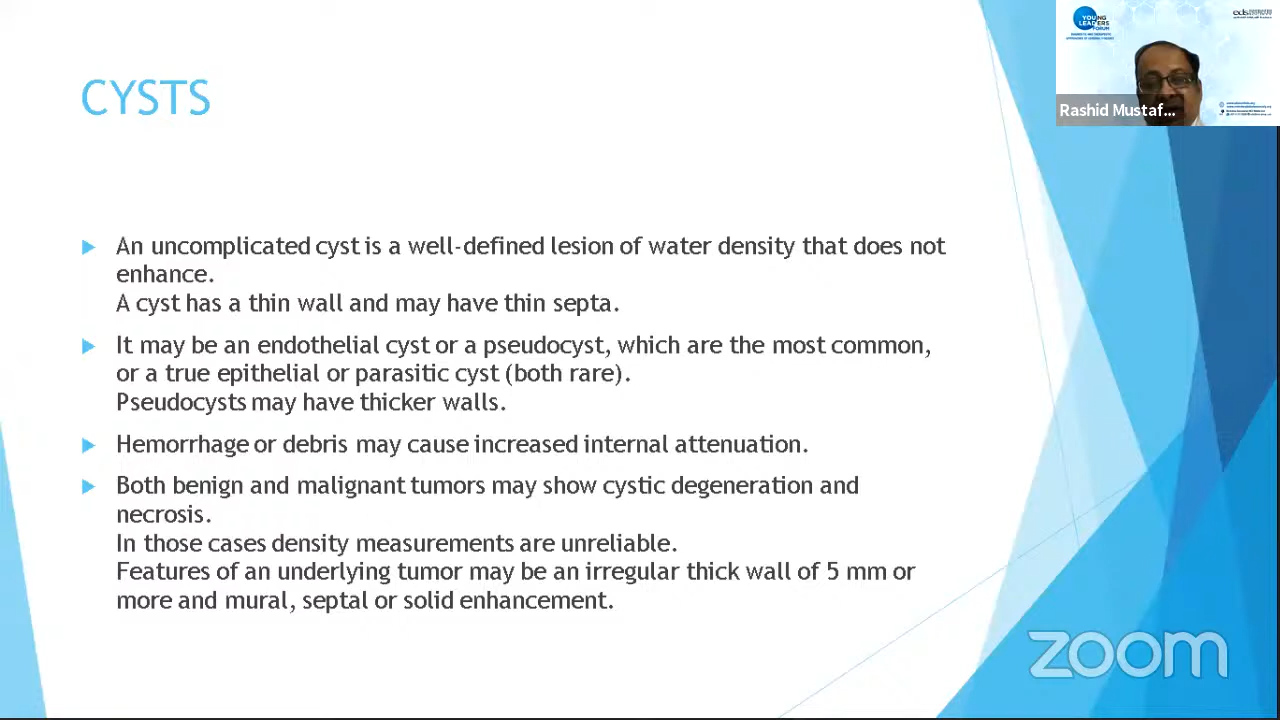 CYSTS
An uncomplicated cyst is a well-defined lesion of water density that does not
enhance.
A cyst has a thin wall and may have thin septa.
It may be an endothelial cyst or a pseudocyst, which are the most common,
or a true epithelial or parasitic cyst (both rare).
Pseudocysts may have thicker walls.
Hemorrhage or debris may cause increased internal attenuation.
Both benign and malignant tumors may show cystic degeneration and
necrosis.
In those cases density measurements are unreliable.
Features of an underlying tumor may be an irregular thick wall of 5 mm or
more and mural, septal or solid enhancement.
YOUNG
LEADERS
FORUM
Rashid Mustaf...
zoom